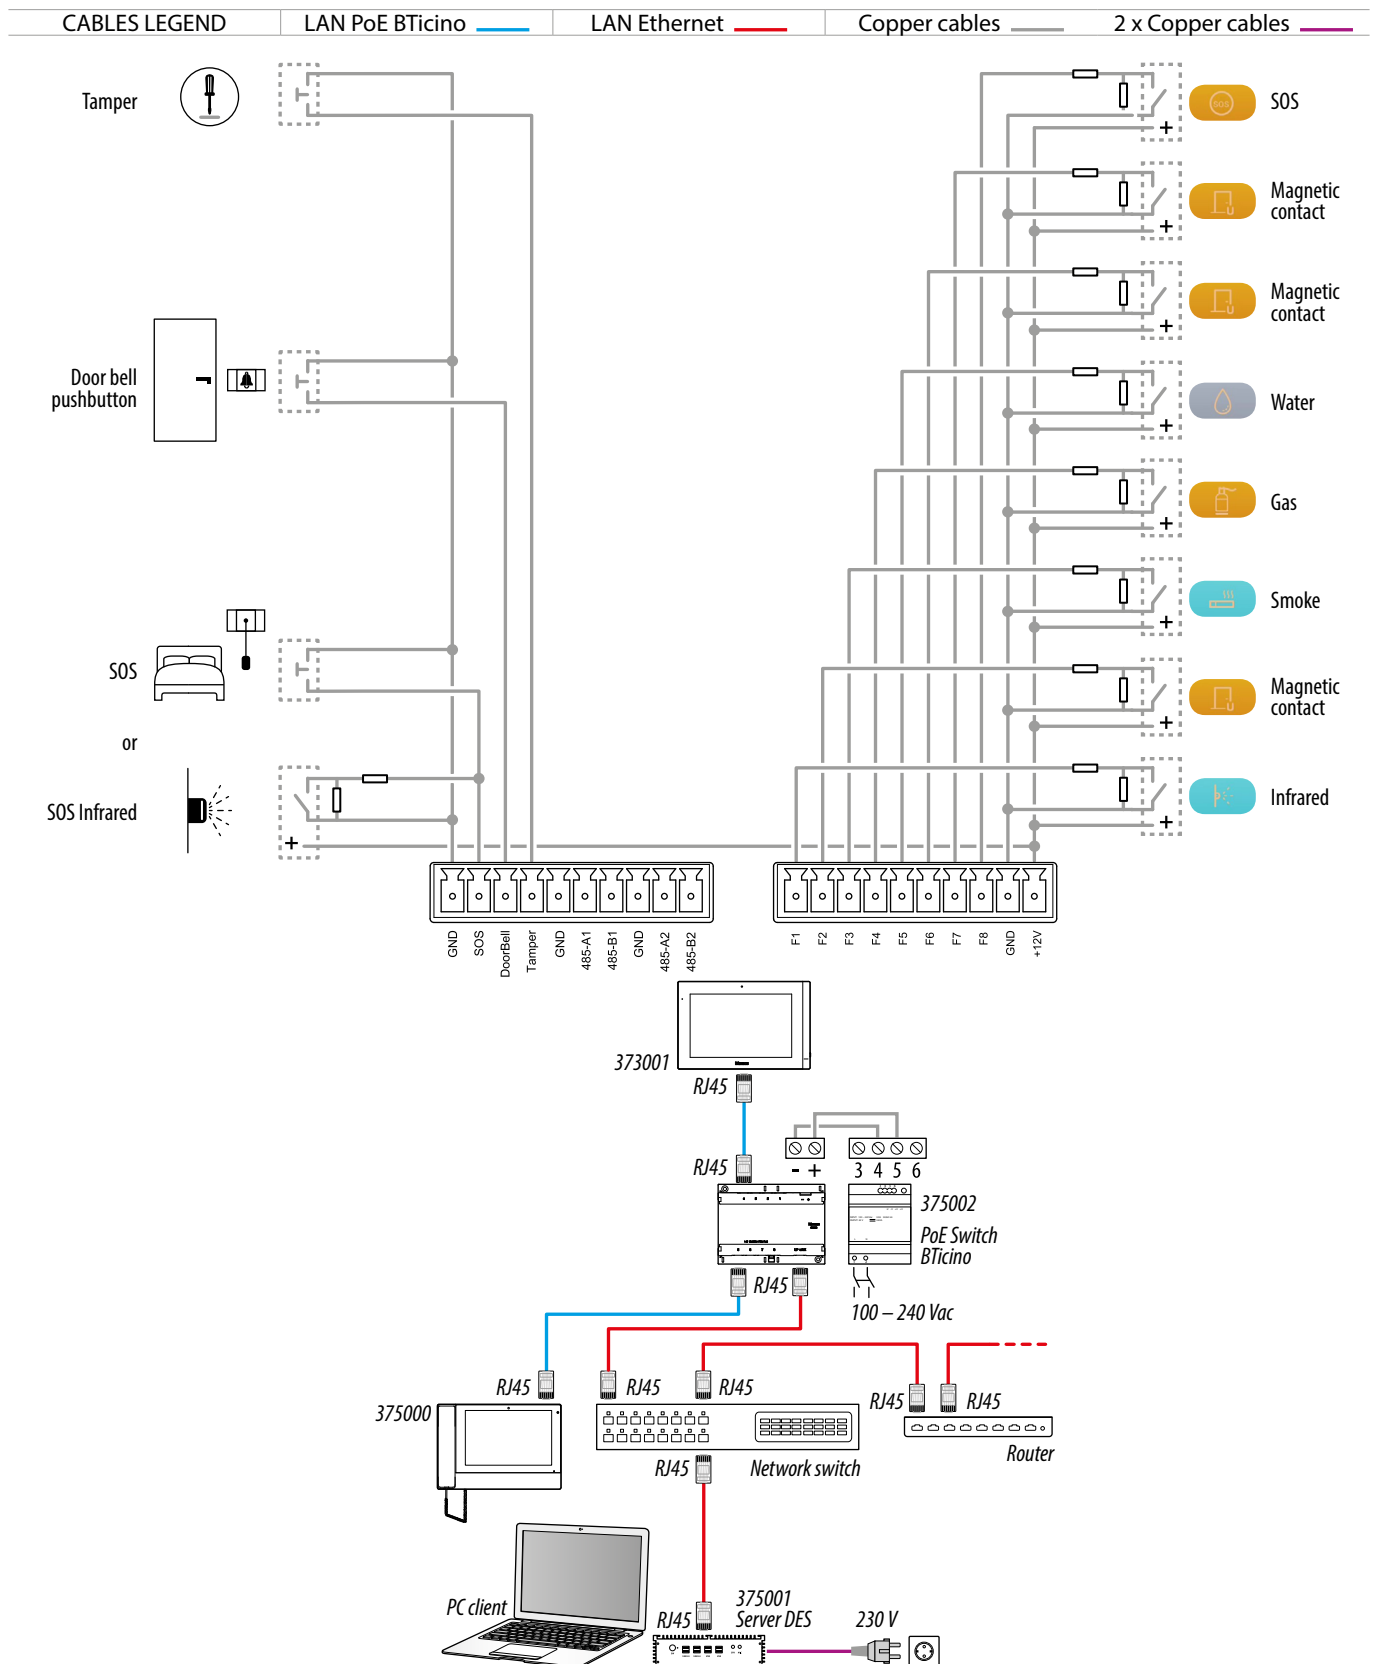 CABLES LEGEND LAN PoE BTicino LAN Ethernet Copper cables 2 x Copper cables
Tamper
SOS
+
Magnetic
contact
+
Magnetic
contact
+
Door bell
pushbutton
Water
+
Gas
+
Smoke
+
SOS
Magnetic
contact
+
or
SOS Infrared
+
Infrared
+
GND SOS DoorBell Tamper GND 485-A1 485-B1 GND 485-A2 485-B2
F1 F2 F3 F4 F5 F6 F7 F8 GND +12V
373001
RJ45
RJ45
- + 3 4 5 6
375002
PoE Switch
BTicino
RJ45
100 – 240 Vac
RJ45 RJ45 RJ45 RJ45 RJ45
375000
Router
RJ45 Network switch
PC client
RJ45
375001
Server DES
230 V